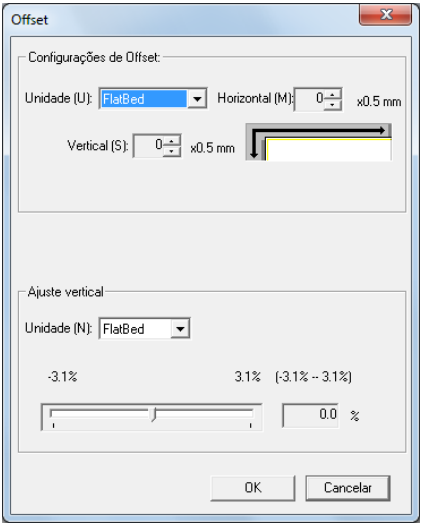 Offset
Configurações de Offset:
Unidade (U): FlatBed Horizontal (M): 0 x0.5 mm
Vertical (S): 0 x0.5 mm
Ajuste vertical
Unidade (N): FlatBed
-3.1% 3.1% (-3.1% -- 3.1%)
0.0 %
OK Cancelar